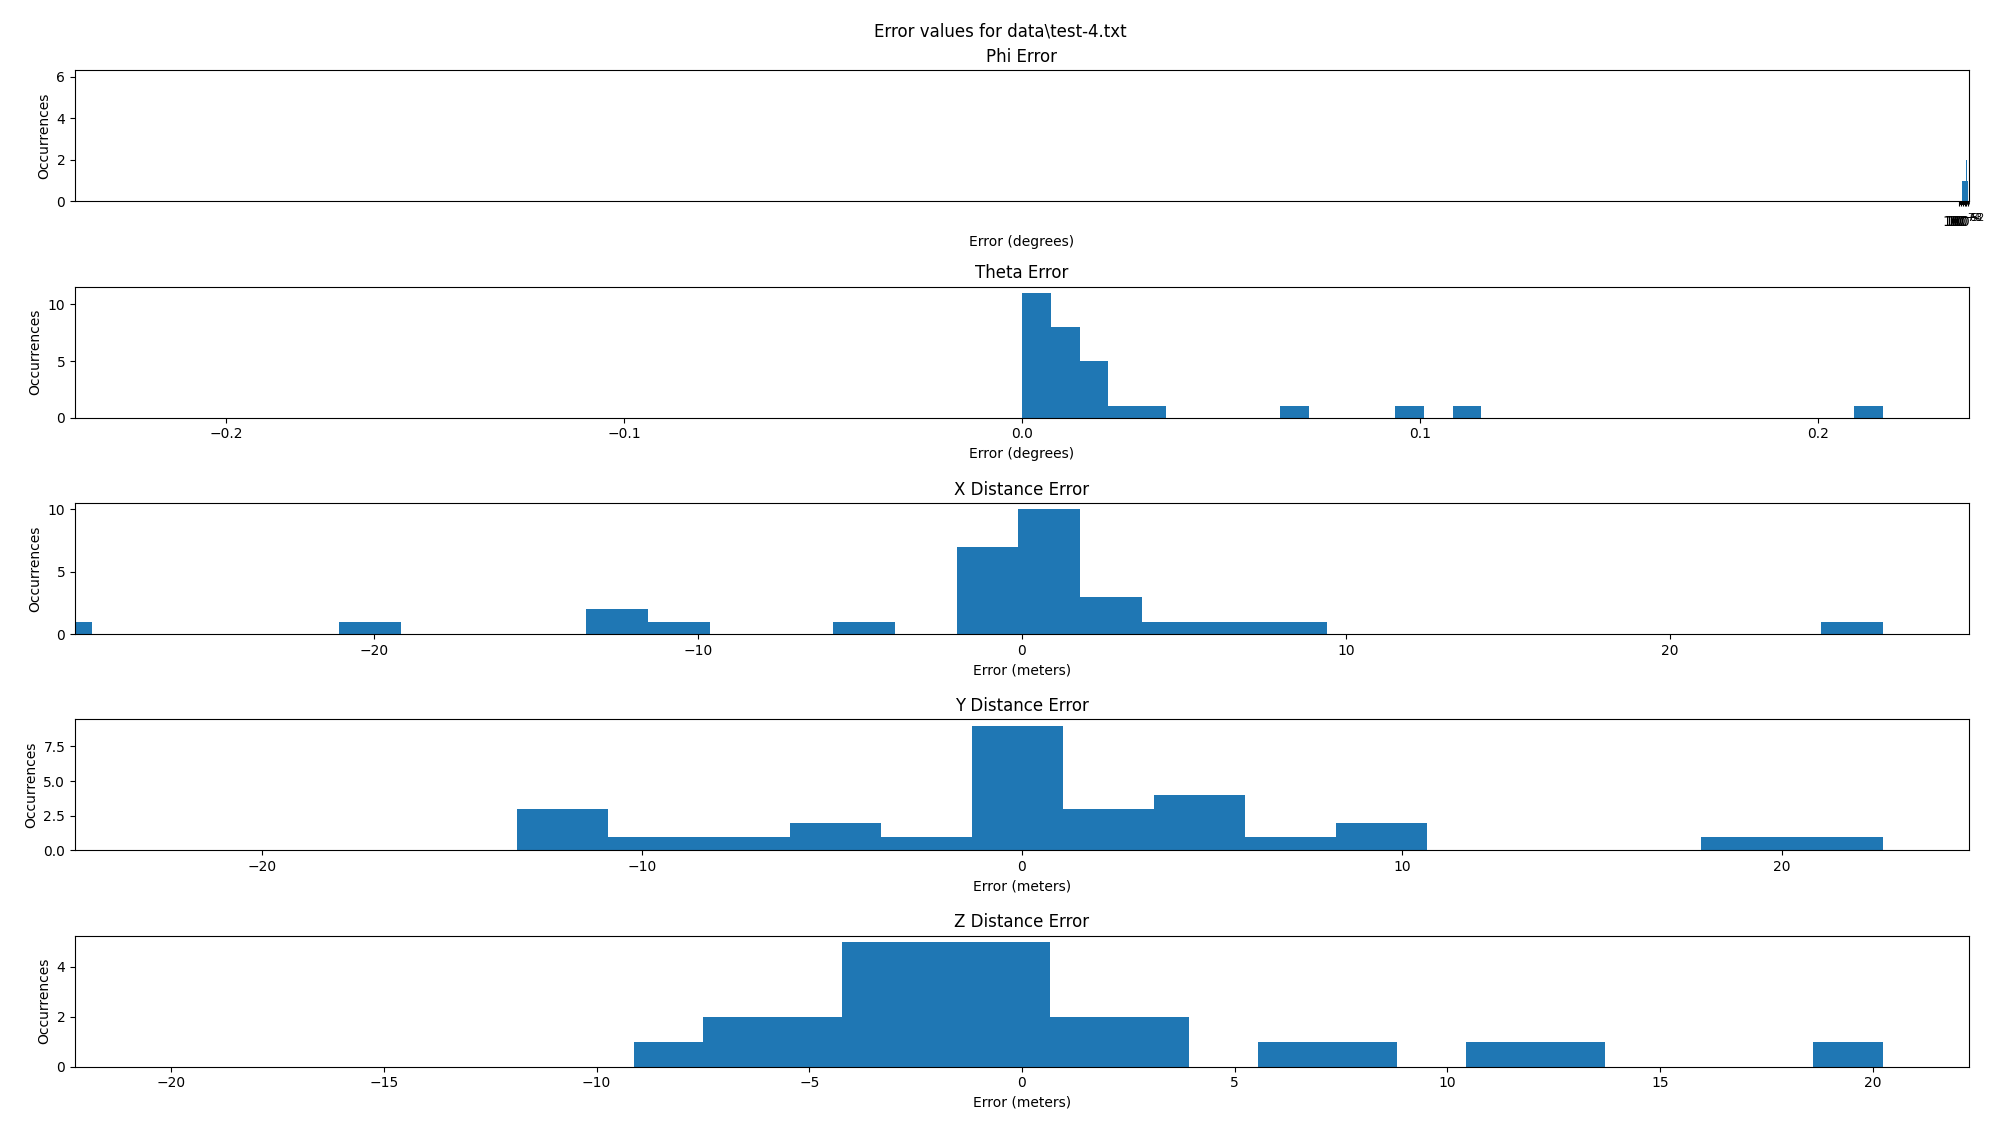 Error values for data\test-4.txt
Phi Error
Occurrences
6
4
2
0
Error (degrees)
Theta Error
Occurrences
10
5
0
−0.2 −0.1 0.0 0.1 0.2
Error (degrees)
X Distance Error
Occurrences
10
5
0
−20 −10 0 10 20
Error (meters)
Y Distance Error
Occurrences
7.5
5.0
2.5
0.0
−20 −10 0 10 20
Error (meters)
Z Distance Error
Occurrences
4
2
0
−20 −15 −10 −5 0 5 10 15 20
Error (meters)